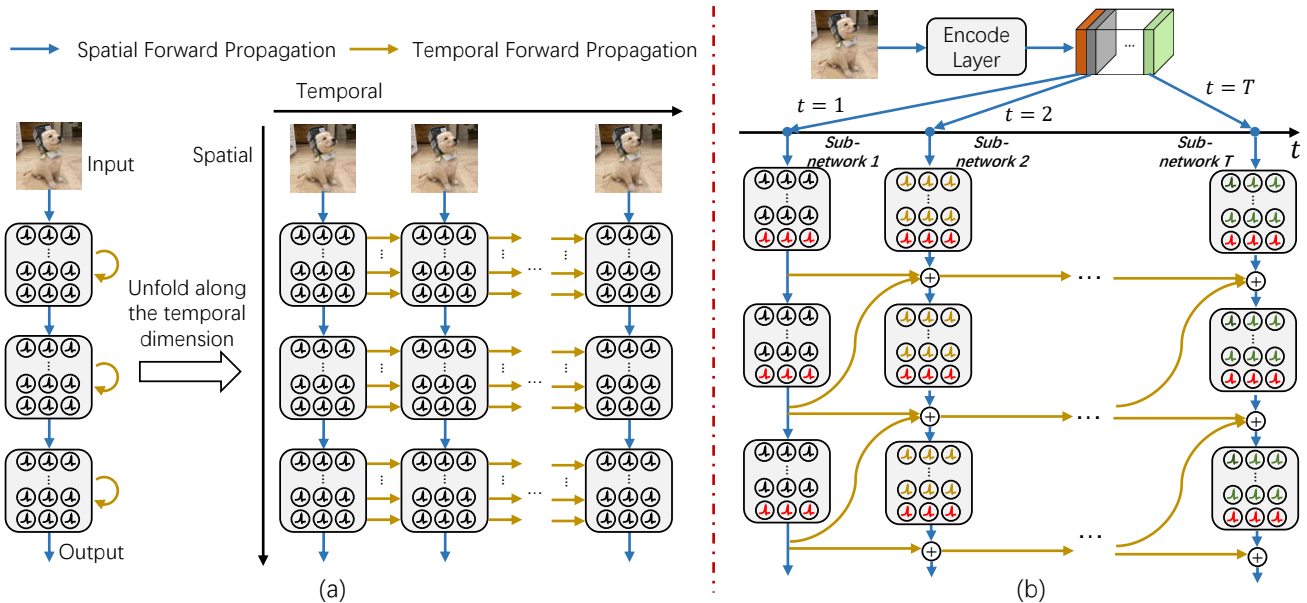 Spatial Forward Propagation
Temporal Forward Propagation
Temporal
Spatial
Input
Unfold along
the temporal
dimension
Output
(a)
Encode
Layer
...
t = 1
t = 2
t = T
t
Sub-
network 1
Sub-
network 2
Sub-
network T
(b)